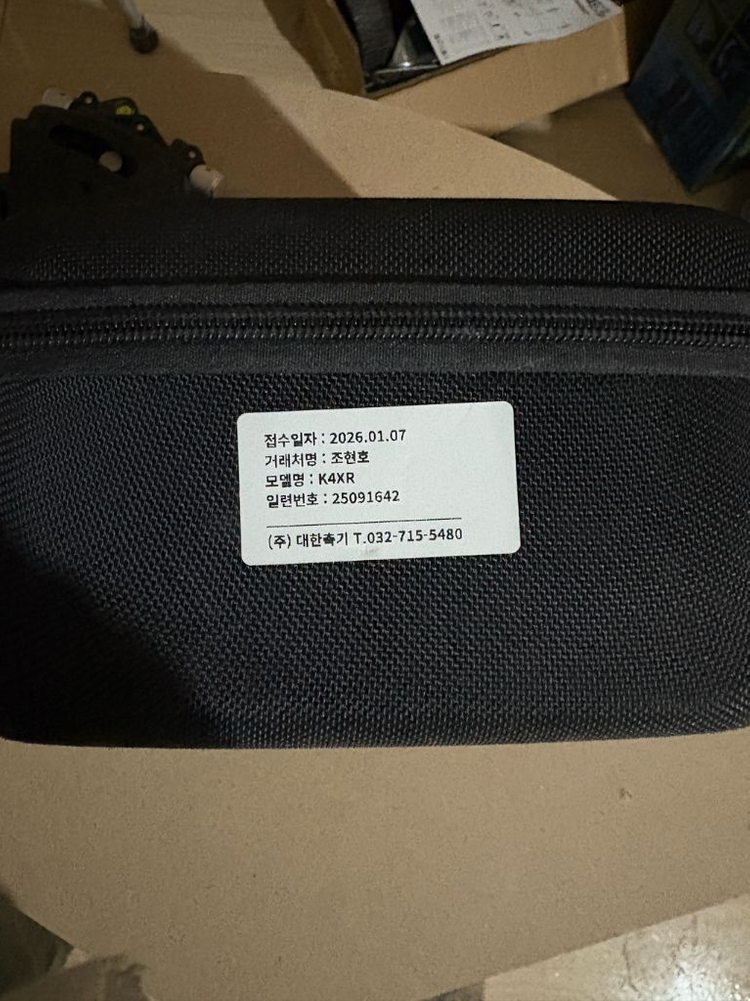 접수일자 : 2026.01.07
거래처명 : 조현호
모델명 : K4XR
일련번호 : 25091642
(주) 대한측기 T.032-715-5480